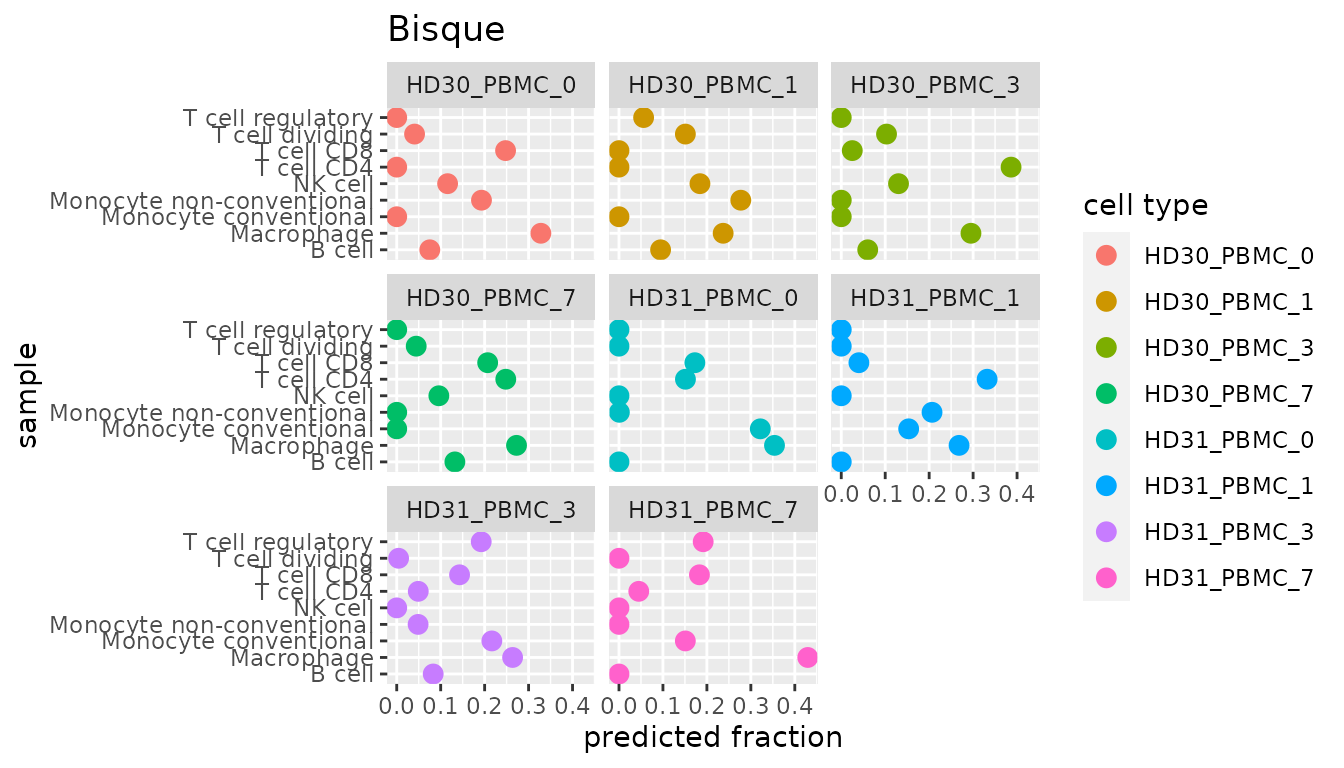 Bisque
HD30_PBMC_0 HD30_PBMC_1 HD30_PBMC_3
T cell regulatory
T cell dividing
T cell CD8
T cell CD4
NK cell
Monocyte non-conventional
Monocyte conventional
Macrophage
B cell
HD30_PBMC_7 HD31_PBMC_0 HD31_PBMC_1
T cell regulatory
T cell dividing
T cell CD8
T cell CD4
NK cell
Monocyte non-conventional
Monocyte conventional
Macrophage
B cell
0.0 0.1 0.2 0.3 0.4
HD31_PBMC_3 HD31_PBMC_7
T cell regulatory
T cell dividing
T cell CD8
T cell CD4
NK cell
Monocyte non-conventional
Monocyte conventional
Macrophage
B cell
0.0 0.1 0.2 0.3 0.4 0.0 0.1 0.2 0.3 0.4
predicted fraction
sample
cell type
HD30_PBMC_0
HD30_PBMC_1
HD30_PBMC_3
HD30_PBMC_7
HD31_PBMC_0
HD31_PBMC_1
HD31_PBMC_3
HD31_PBMC_7